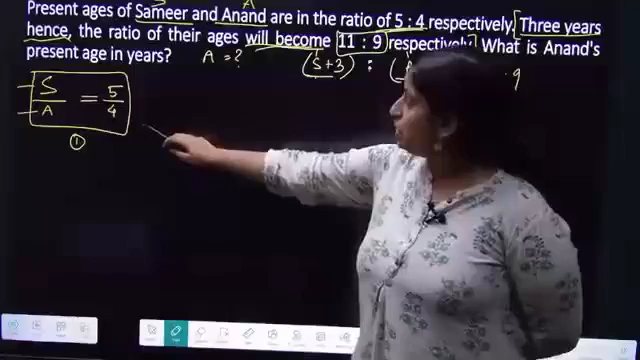 Present ages of Sameer and Anand are in the ratio of 5 : 4 respectively. Three years
hence, the ratio of their ages will become 11 : 9 respectively. What is Anand's
present age in years? A = ?
(S+3) : (
9
S/A = 5/4
①